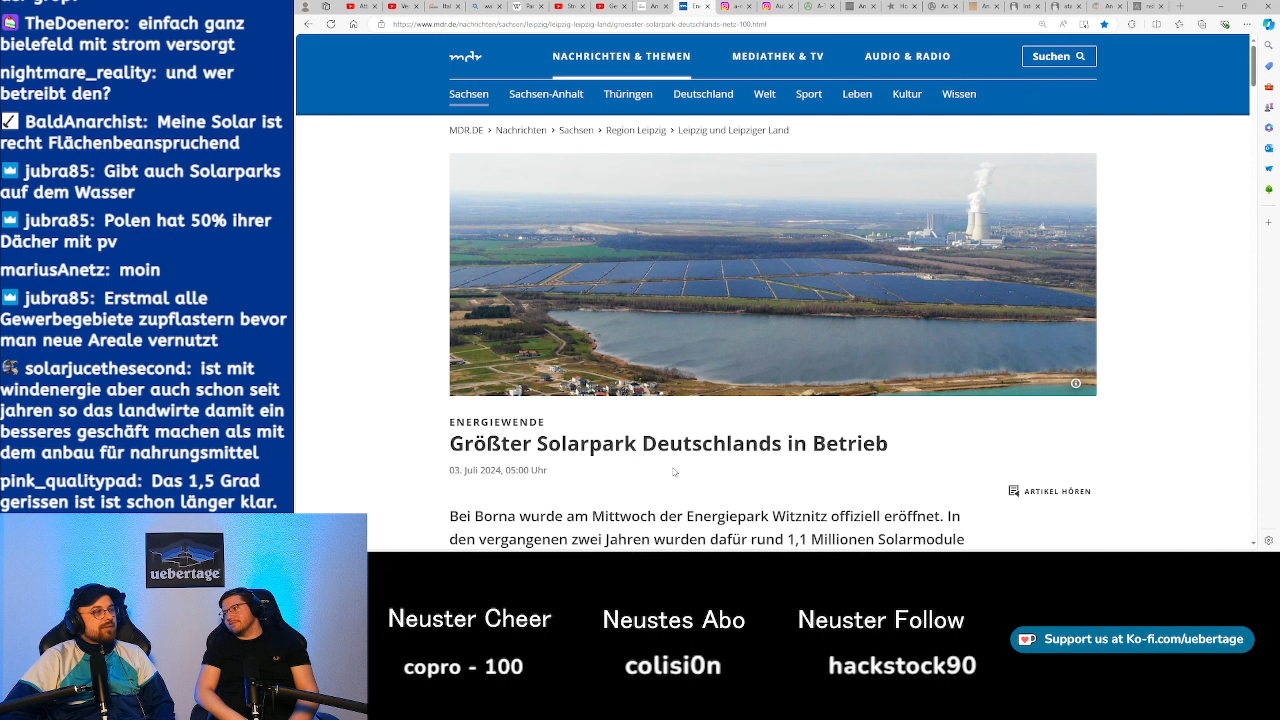 TheDoenero: einfach ganz
bielefeld mit strom versorgt
nightmare_reality: und wer
betreibt den?
BaldAnarchist: Meine Solar ist
recht Flächenbeanspruchend
jubra85: Gibt auch Solarparks
auf dem Wasser
jubra85: Polen hat 50% ihrer
Dächer mit pv
mariusAnetz: moin
jubra85: Erstmal alle
Gewerbegebiete zupflastern bevor
man neue Areale vernutzt
solarjucethesecond: ist mit
windenergie aber auch schon seit
jahren so das landwirte damit ein
besseres geschäft machen als mit
dem anbau für nahrungsmittel
pink_qualitypad: Das 1,5 Grad
gerissen ist ist schon länger klar.
https://www.mdr.de/nachrichten/sachsen/leipzig/leipzig-leipzig-land/groesster-solarpark-deutschlands-netz-100.html
mdr
NACHRICHTEN & THEMEN
MEDIATHEK & TV
AUDIO & RADIO
Suchen
Sachsen
Sachsen-Anhalt
Thüringen
Deutschland
Welt
Sport
Leben
Kultur
Wissen
MDR.DE > Nachrichten > Sachsen > Region Leipzig > Leipzig und Leipziger Land
ENERGIEWENDE
Größter Solarpark Deutschlands in Betrieb
03. Juli 2024, 05:00 Uhr
ARTIKEL HÖREN
Bei Borna wurde am Mittwoch der Energiepark Witznitz offiziell eröffnet. In
den vergangenen zwei Jahren wurden dafür rund 1,1 Millionen Solarmodule
uebertage
Neuster Cheer
copro - 100
Neustes Abo
colisi0n
Neuster Follow
hackstock90
Support us at Ko-fi.com/uebertage